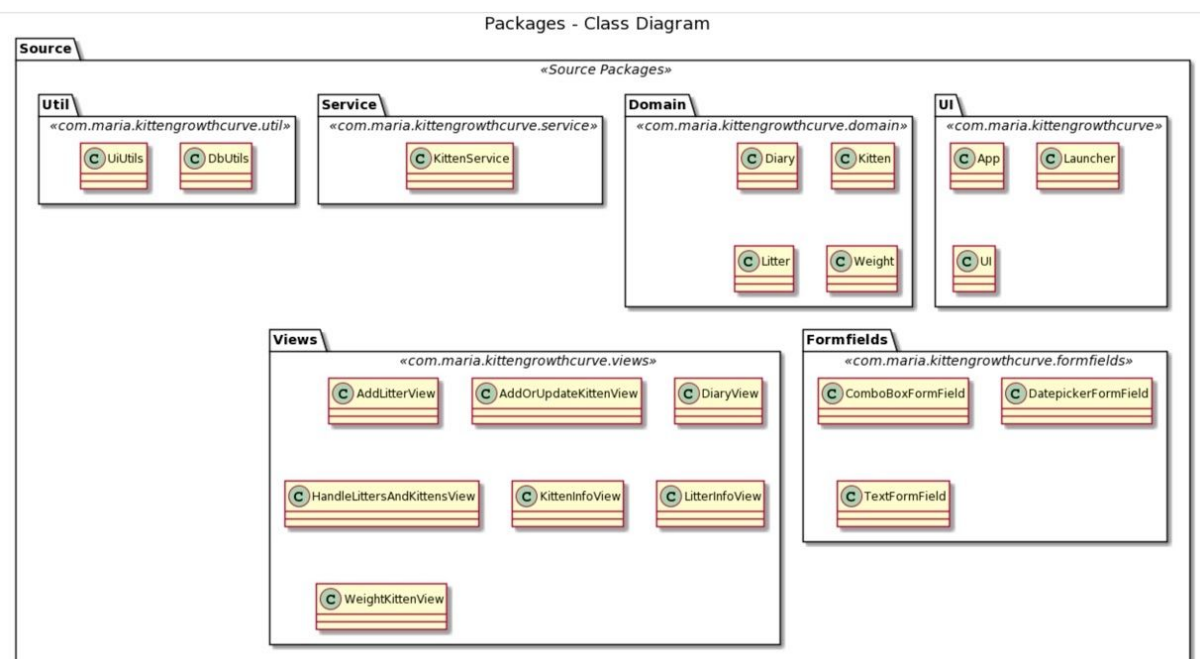 Packages - Class Diagram
Source
«Source Packages»
Util
«com.maria.kittengrowthcurve.util»
C UiUtils
C DbUtils
Service
«com.maria.kittengrowthcurve.service»
C KittenService
Domain
«com.maria.kittengrowthcurve.domain»
C Diary
C Kitten
C Litter
C Weight
UI
«com.maria.kittengrowthcurve»
C App
C Launcher
C UI
Views
«com.maria.kittengrowthcurve.views»
C AddLitterView
C AddOrUpdateKittenView
C DiaryView
C HandleLittersAndKittensView
C KittenInfoView
C LitterInfoView
C WeightKittenView
Formfields
«com.maria.kittengrowthcurve.formfields»
C ComboBoxFormField
C DatepickerFormField
C TextFormField